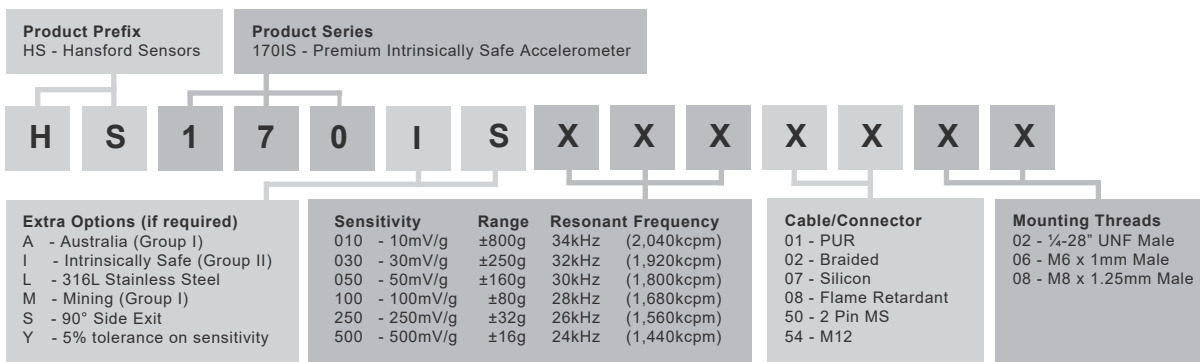 Product Prefix
HS - Hansford Sensors
Product Series
170IS - Premium Intrinsically Safe Accelerometer
H S 1 7 0 I S X X X X X X X
Extra Options (if required)
A - Australia (Group I)
I - Intrinsically Safe (Group II)
L - 316L Stainless Steel
M - Mining (Group I)
S - 90° Side Exit
Y - 5% tolerance on sensitivity
Sensitivity Range Resonant Frequency
010 - 10mV/g ±800g 34kHz (2,040kcpm)
030 - 30mV/g ±250g 32kHz (1,920kcpm)
050 - 50mV/g ±160g 30kHz (1,800kcpm)
100 - 100mV/g ±80g 28kHz (1,680kcpm)
250 - 250mV/g ±32g 26kHz (1,560kcpm)
500 - 500mV/g ±16g 24kHz (1,440kcpm)
Cable/Connector
01 - PUR
02 - Braided
07 - Silicon
08 - Flame Retardant
50 - 2 Pin MS
54 - M12
Mounting Threads
02 - ¼-28” UNF Male
06 - M6 x 1mm Male
08 - M8 x 1.25mm Male